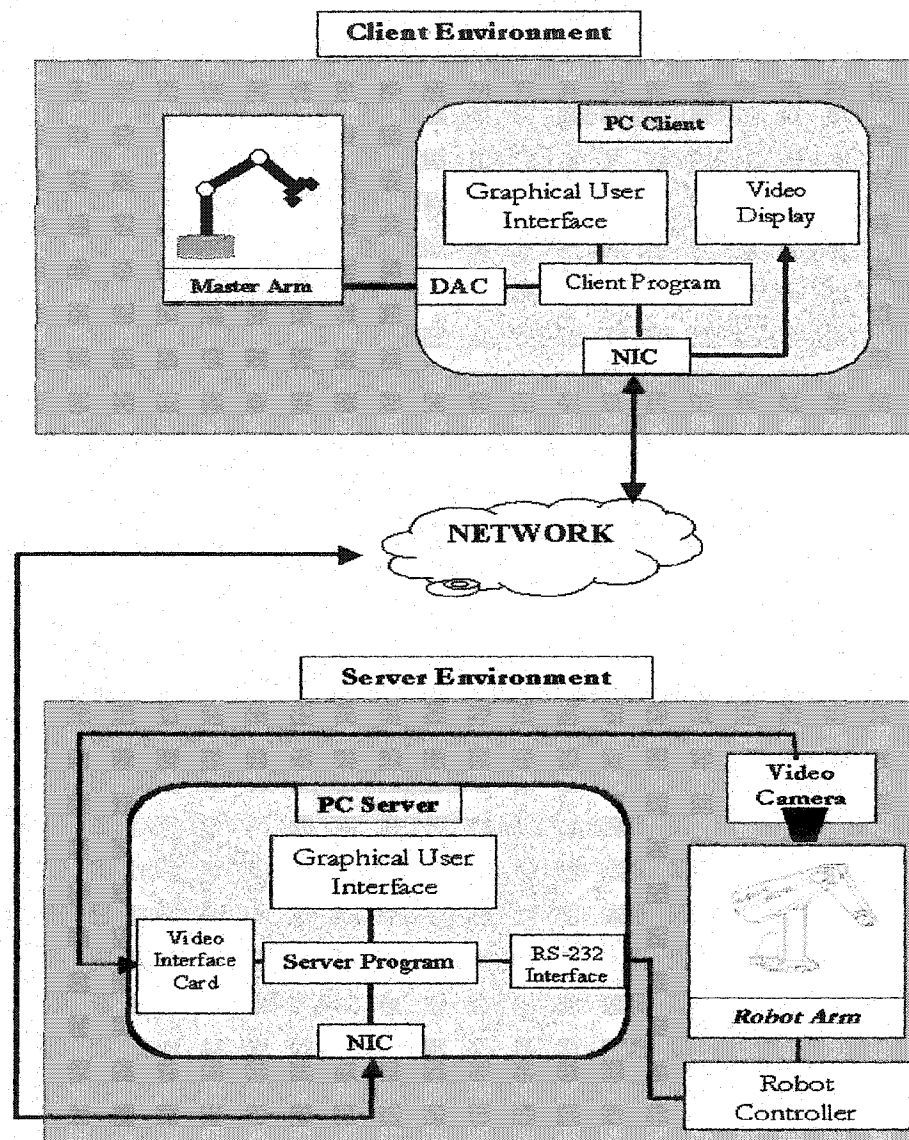 Client Environment
PC Client
Graphical User
Interface
Video
Display
Master Arm
DAC
Client Program
NIC
NETWORK
Server Environment
Video
Camera
PC Server
Graphical User
Interface
Video
Interface
Card
Server Program
RS-232
Interface
Robot Arm
NIC
Robot
Controller